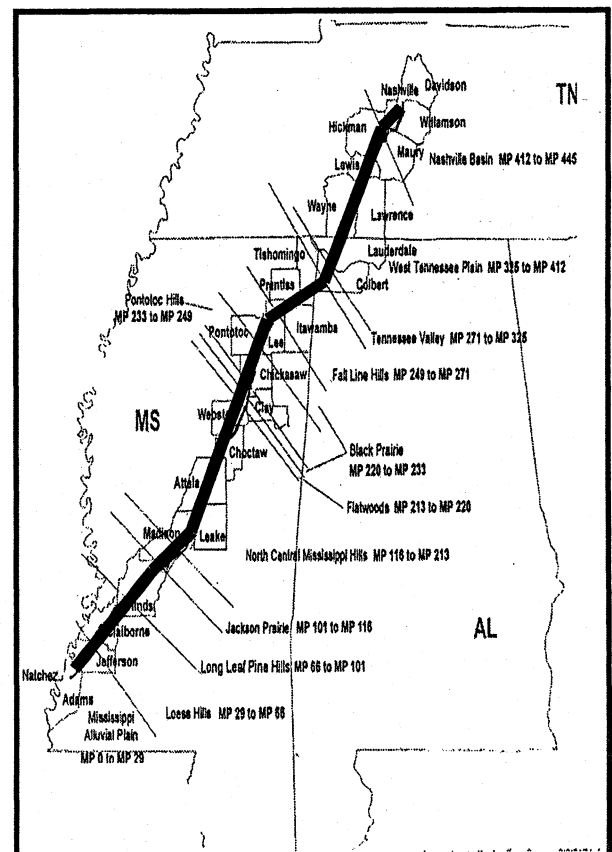 Nashville
Davidson
TN
Hickman
Williamson
Maury
Nashville Basin MP 412 to MP 445
Lewis
Wayne
Lawrence
Lauderdale
West Tennessee Plain MP 325 to MP 412
Tishomingo
Colbert
Prentiss
Pontoloc Hills
MP 233 to MP 249
Itawamba
Pontotoc
Lee
Tennessee Valley MP 271 to MP 325
Chickasaw
Fall Line Hills MP 249 to MP 271
MS
Webst
Clay
Choctaw
Black Prairie
MP 220 to MP 233
Attala
Flatwoods MP 213 to MP 220
Madison
Leake
North Central Mississippi Hills MP 116 to MP 213
Hinds
Jackson Prairie MP 101 to MP 116
AL
Claiborne
Jefferson
Long Leaf Pine Hills MP 66 to MP 101
Natchez
Adams
Loess Hills MP 29 to MP 66
Mississippi
Alluvial Plain
MP 0 to MP 29